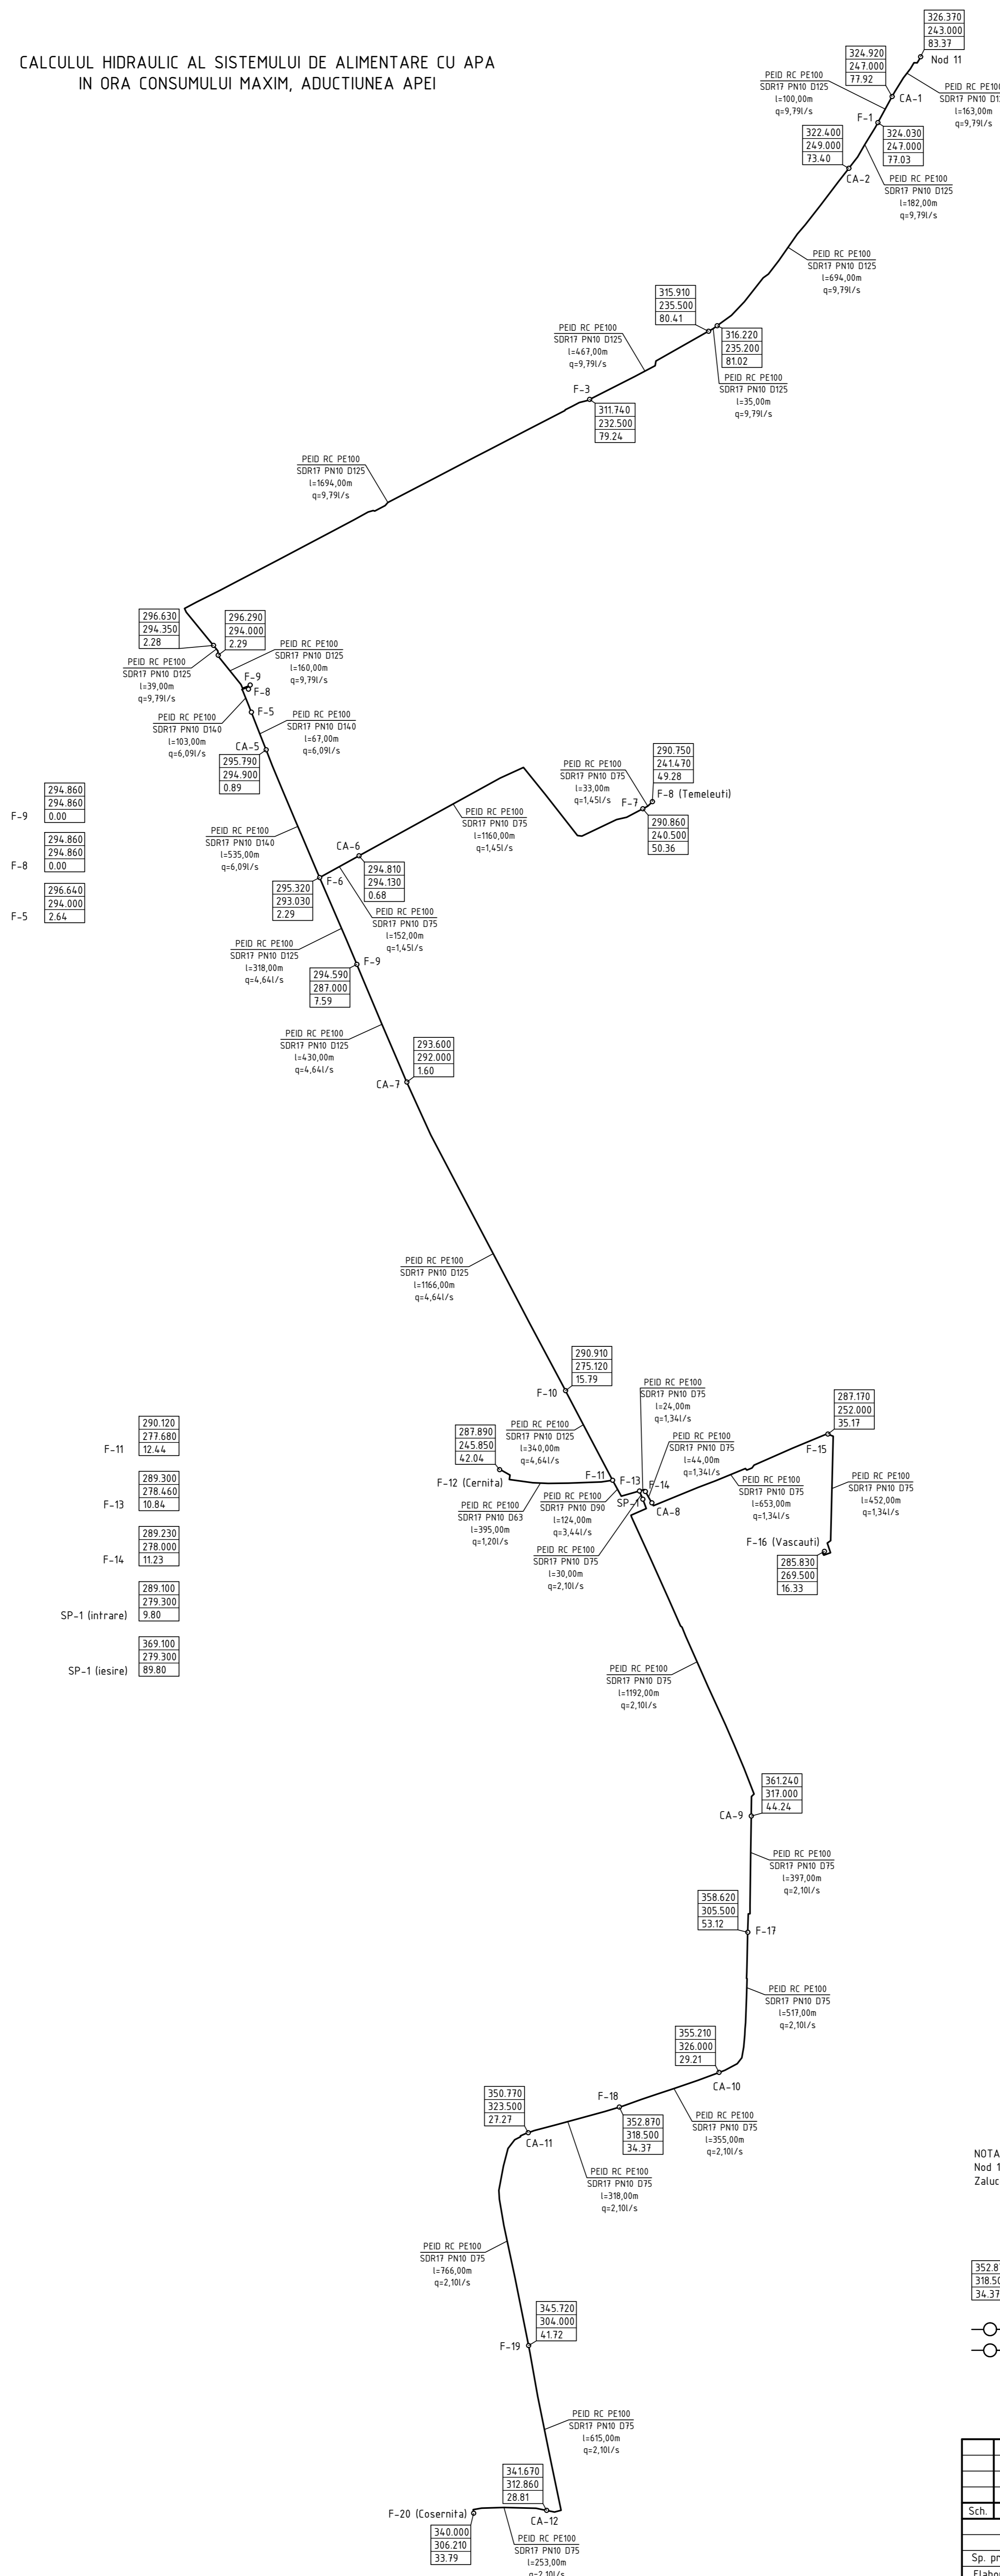 CALCULUL HIDRAULIC AL SISTEMULUI DE ALIMENTARE CU APA
IN ORA CONSUMULUI MAXIM, ADUCTIUNEA APEI
326.370
243.000
83.37
Nod 11
324.920
247.000
77.92
CA-1
PEID RC PE100
SDR17 PN10 D125
l=100,00m
q=9,79l/s
PEID RC PE100
l=163,00m
q=9,79l/s
F-1
324.030
247.000
77.03
322.400
249.000
73.40
CA-2
PEID RC PE100
SDR17 PN10 D125
l=182,00m
q=9,79l/s
PEID RC PE100
SDR17 PN10 D125
l=694,00m
q=9,79l/s
315.910
235.500
80.41
316.220
235.200
81.02
PEID RC PE100
SDR17 PN10 D125
l=467,00m
q=9,79l/s
PEID RC PE100
SDR17 PN10 D125
l=35,00m
q=9,79l/s
F-3
311.740
232.500
79.24
PEID RC PE100
SDR17 PN10 D125
l=1694,00m
q=9,79l/s
296.630
294.350
2.28
296.290
294.000
2.29
PEID RC PE100
SDR17 PN10 D125
l=39,00m
q=9,79l/s
PEID RC PE100
SDR17 PN10 D125
l=160,00m
q=9,79l/s
F-9
F-8
F-5
PEID RC PE100
SDR17 PN10 D140
l=103,00m
q=6,09l/s
PEID RC PE100
SDR17 PN10 D140
l=67,00m
q=6,09l/s
CA-5
295.790
294.900
0.89
F-9
294.860
294.860
0.00
F-8
294.860
294.860
0.00
F-5
296.640
294.000
2.64
290.750
241.470
49.28
F-8 (Temeleuti)
PEID RC PE100
SDR17 PN10 D75
l=33,00m
q=1,45l/s
F-7
290.860
240.500
50.36
PEID RC PE100
SDR17 PN10 D75
l=1160,00m
q=1,45l/s
PEID RC PE100
SDR17 PN10 D140
l=535,00m
q=6,09l/s
CA-6
294.810
294.130
0.68
F-6
295.320
293.030
2.29
PEID RC PE100
SDR17 PN10 D75
l=152,00m
q=1,45l/s
PEID RC PE100
SDR17 PN10 D125
l=318,00m
q=4,64l/s
F-9
294.590
287.000
7.59
PEID RC PE100
SDR17 PN10 D125
l=430,00m
q=4,64l/s
293.600
292.000
1.60
CA-7
PEID RC PE100
SDR17 PN10 D125
l=1166,00m
q=4,64l/s
290.910
275.120
15.79
F-10
PEID RC PE100
SDR17 PN10 D75
l=24,00m
q=1,34l/s
287.170
252.000
35.17
F-15
287.890
245.850
42.04
F-12 (Cernita)
PEID RC PE100
SDR17 PN10 D125
l=340,00m
q=4,64l/s
PEID RC PE100
SDR17 PN10 D75
l=44,00m
q=1,34l/s
F-11
F-13
F-14
SP-1
CA-8
PEID RC PE100
SDR17 PN10 D75
l=653,00m
q=1,34l/s
PEID RC PE100
SDR17 PN10 D75
l=452,00m
q=1,34l/s
PEID RC PE100
SDR17 PN10 D63
l=395,00m
q=1,20l/s
PEID RC PE100
SDR17 PN10 D90
l=124,00m
q=3,44l/s
PEID RC PE100
SDR17 PN10 D75
l=30,00m
q=2,10l/s
F-16 (Vascauti)
285.830
269.500
16.33
F-11
290.120
277.680
12.44
F-13
289.300
278.460
10.84
F-14
289.230
278.000
11.23
SP-1 (intrare)
289.100
279.300
9.80
SP-1 (iesire)
369.100
279.300
89.80
PEID RC PE100
SDR17 PN10 D75
l=1192,00m
q=2,10l/s
361.240
317.000
44.24
CA-9
PEID RC PE100
SDR17 PN10 D75
l=397,00m
q=2,10l/s
358.620
305.500
53.12
F-17
PEID RC PE100
SDR17 PN10 D75
l=517,00m
q=2,10l/s
355.210
326.000
29.21
CA-10
350.770
323.500
27.27
CA-11
F-18
352.870
318.500
34.37
PEID RC PE100
SDR17 PN10 D75
l=355,00m
q=2,10l/s
PEID RC PE100
SDR17 PN10 D75
l=318,00m
q=2,10l/s
NOTA
Nod 1
Zaluc
PEID RC PE100
SDR17 PN10 D75
l=766,00m
q=2,10l/s
345.720
304.000
41.72
F-19
PEID RC PE100
SDR17 PN10 D75
l=615,00m
q=2,10l/s
341.670
312.860
28.81
CA-12
F-20 (Cosernita)
340.000
306.210
33.79
PEID RC PE100
SDR17 PN10 D75
l=253,00m
q=2,10l/s
34.37
Sch.
Sp. pr